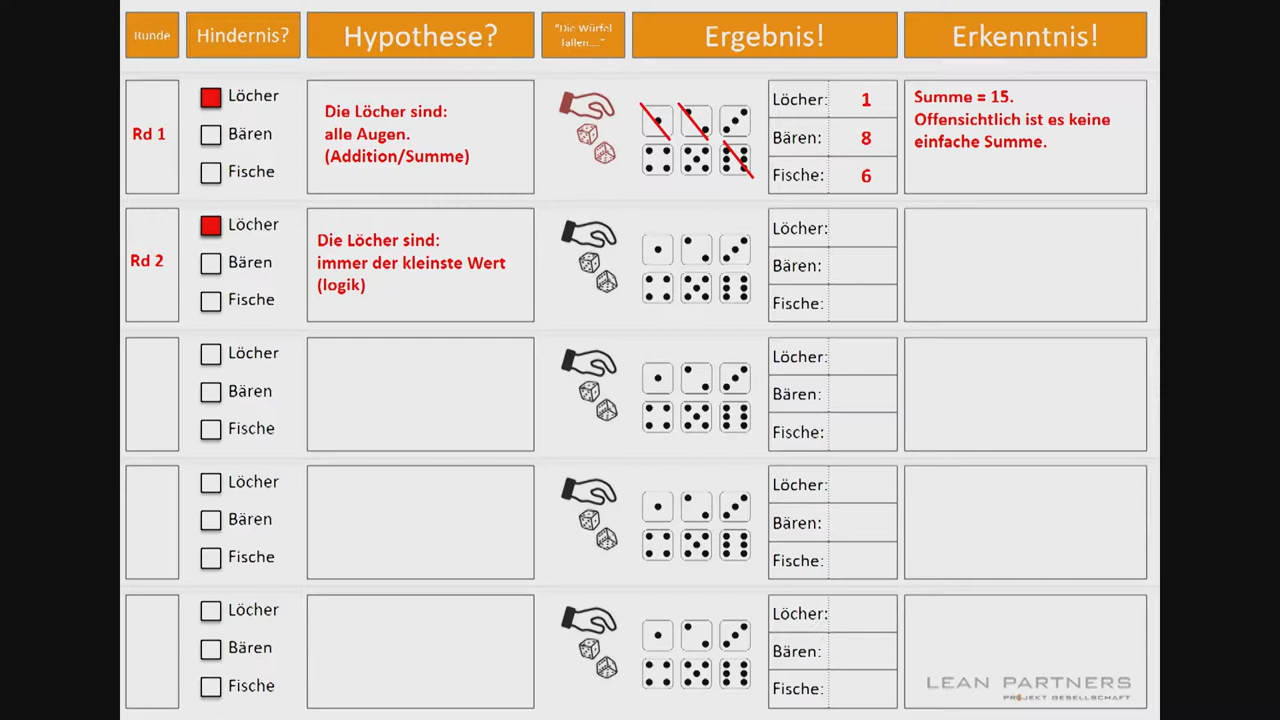 Runde
Hindernis?
Hypothese?
"Die Würfel
fallen...."
Ergebnis!
Erkenntnis!
Rd 1
Löcher
Bären
Fische
Die Löcher sind:
alle Augen.
(Addition/Summe)
Löcher: 1
Bären: 8
Fische: 6
Summe = 15.
Offensichtlich ist es keine
einfache Summe.
Rd 2
Löcher
Bären
Fische
Die Löcher sind:
immer der kleinste Wert
(logik)
Löcher:
Bären:
Fische:
Löcher
Bären
Fische
Löcher:
Bären:
Fische:
Löcher
Bären
Fische
Löcher:
Bären:
Fische:
Löcher
Bären
Fische
Löcher:
Bären:
Fische:
LEAN PARTNERS
PROJEKT GESELLSCHAFT